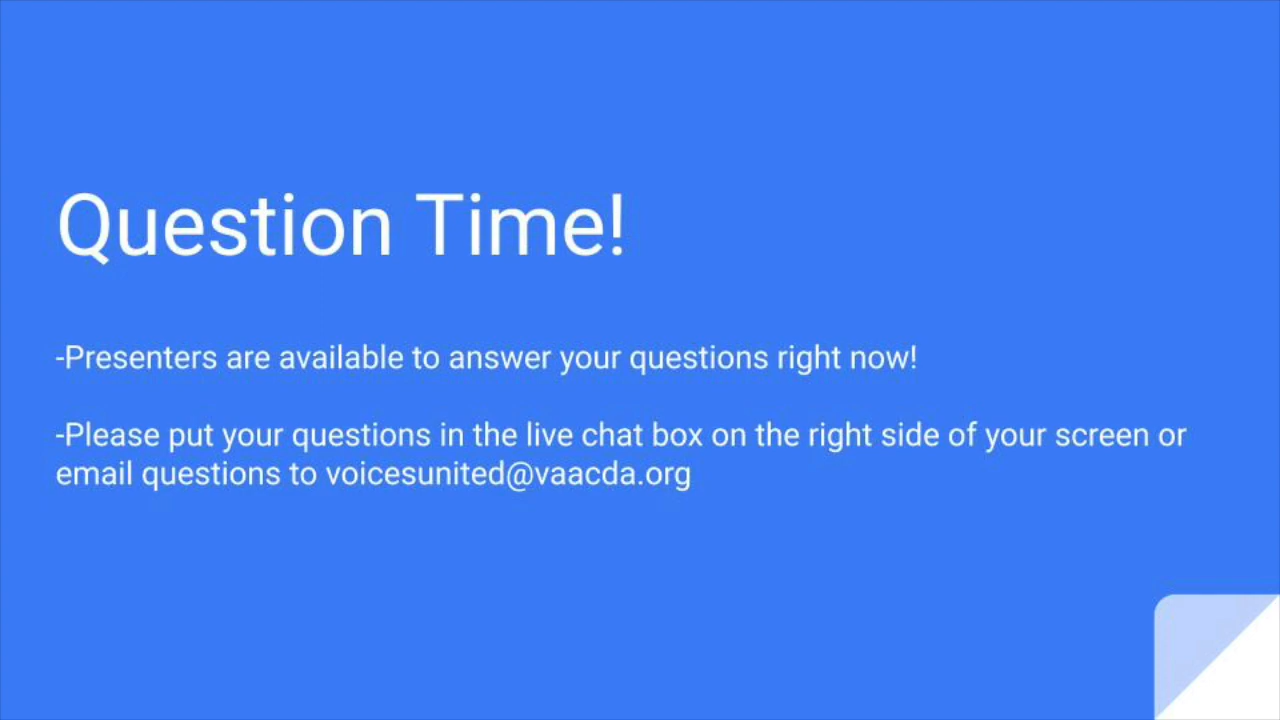 Question Time!
-Presenters are available to answer your questions right now!
-Please put your questions in the live chat box on the right side of your screen or
email questions to voicesunited@vaacda.org